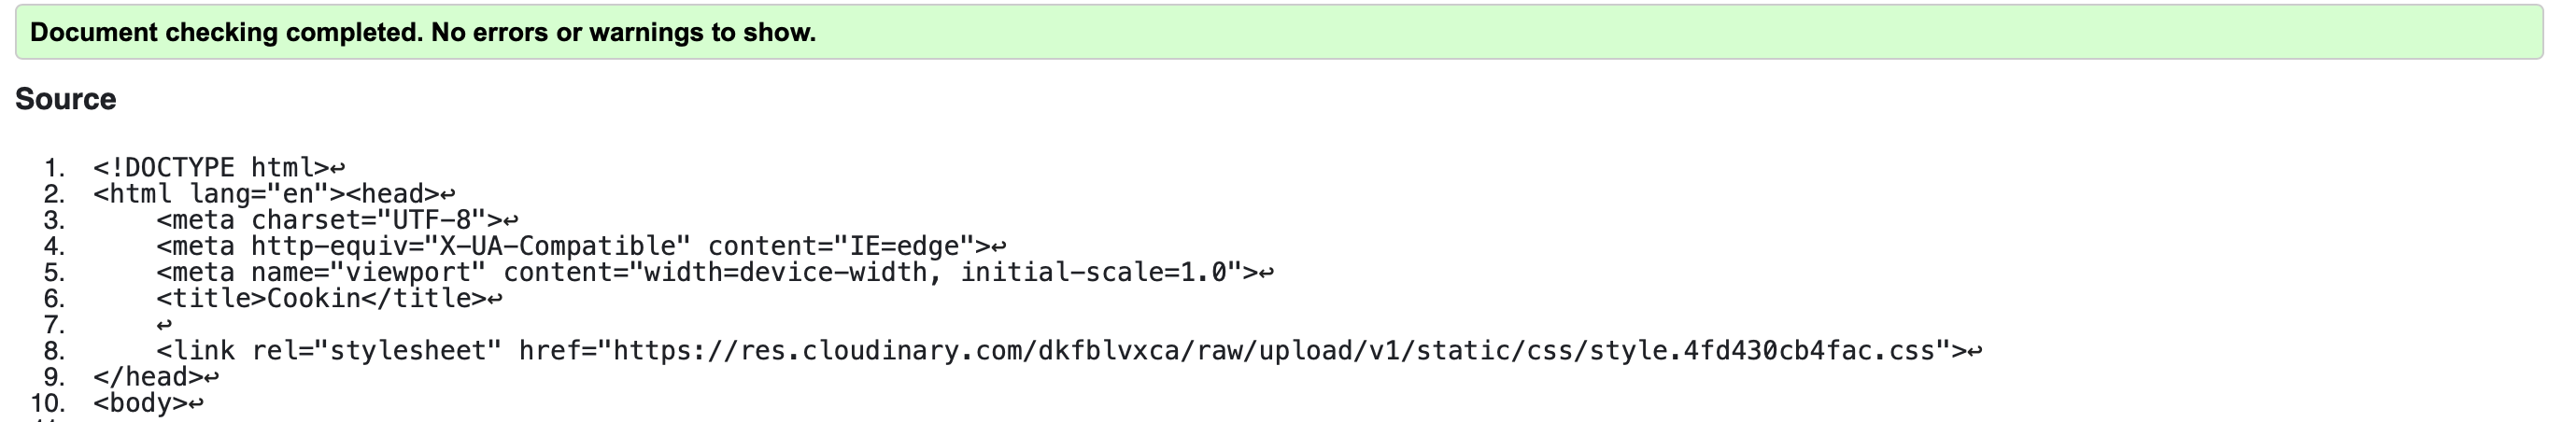 Document checking completed. No errors or warnings to show.
Source
1. <!DOCTYPE html>↩
2. <html lang="en"><head>↩
3. <meta charset="UTF-8">↩
4. <meta http-equiv="X-UA-Compatible" content="IE=edge">↩
5. <meta name="viewport" content="width=device-width, initial-scale=1.0">↩
6. <title>Cookin</title>↩
7. ↩
8. <link rel="stylesheet" href="https://res.cloudinary.com/dkfblvxca/raw/upload/v1/static/css/style.4fd430cb4fac.css">↩
9. </head>↩
10. <body>↩